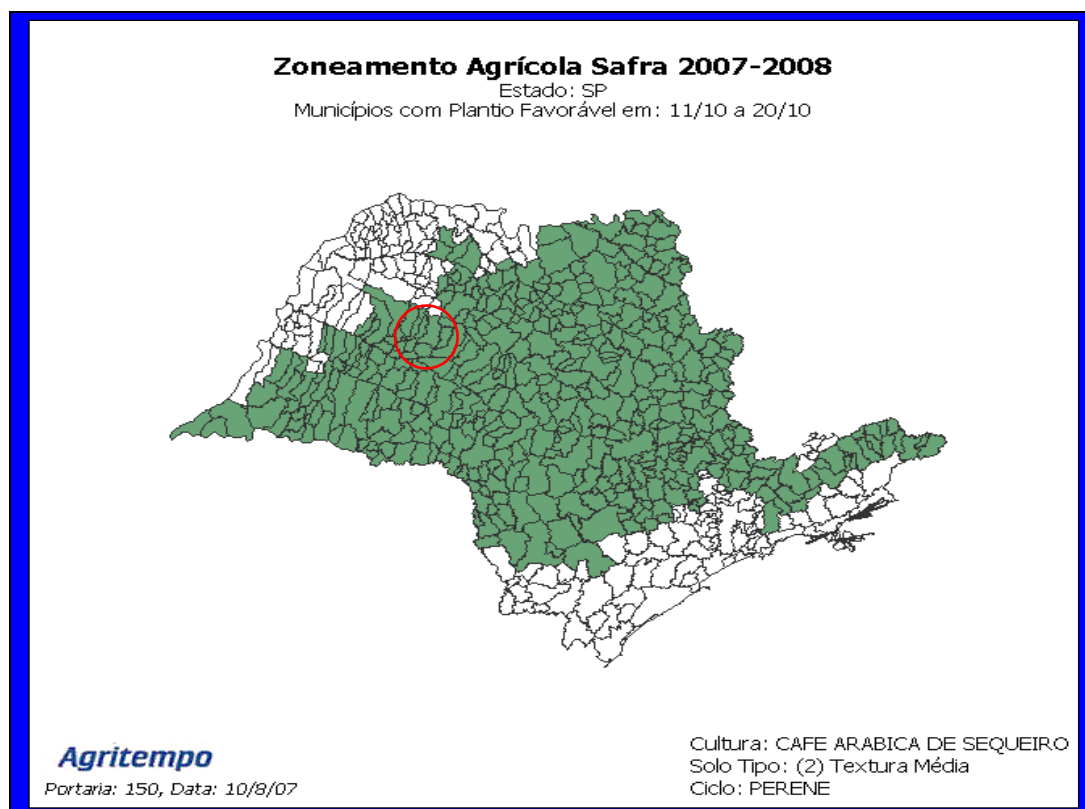 Zoneamento Agrícola Safra 2007-2008
Estado: SP
Municípios com Plantio Favorável em: 11/10 a 20/10
Agritempo
Portaria: 150, Data: 10/8/07
Cultura: CAFE ARABICA DE SEQUEIRO
Solo Tipo: (2) Textura Média
Ciclo: PERENE